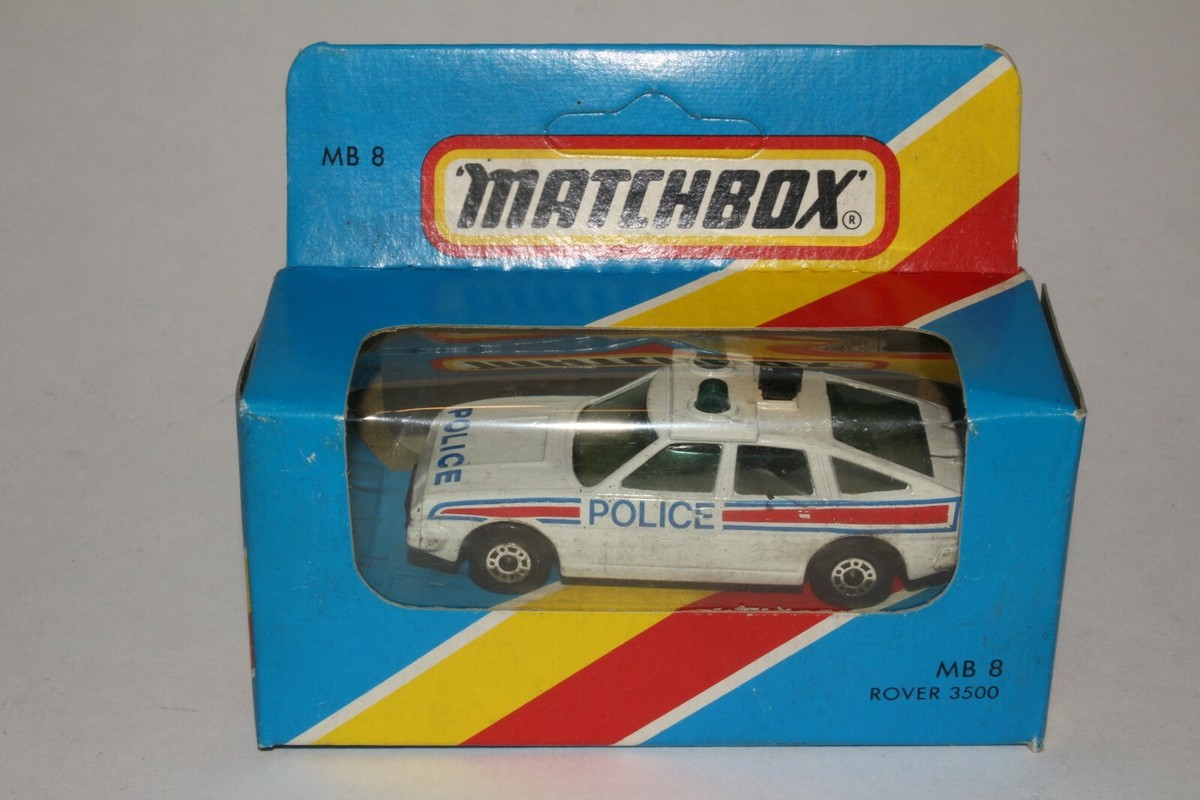 MB 8
'MATCHBOX'
®
POLICE
POLICE
MB 8
ROVER 3500